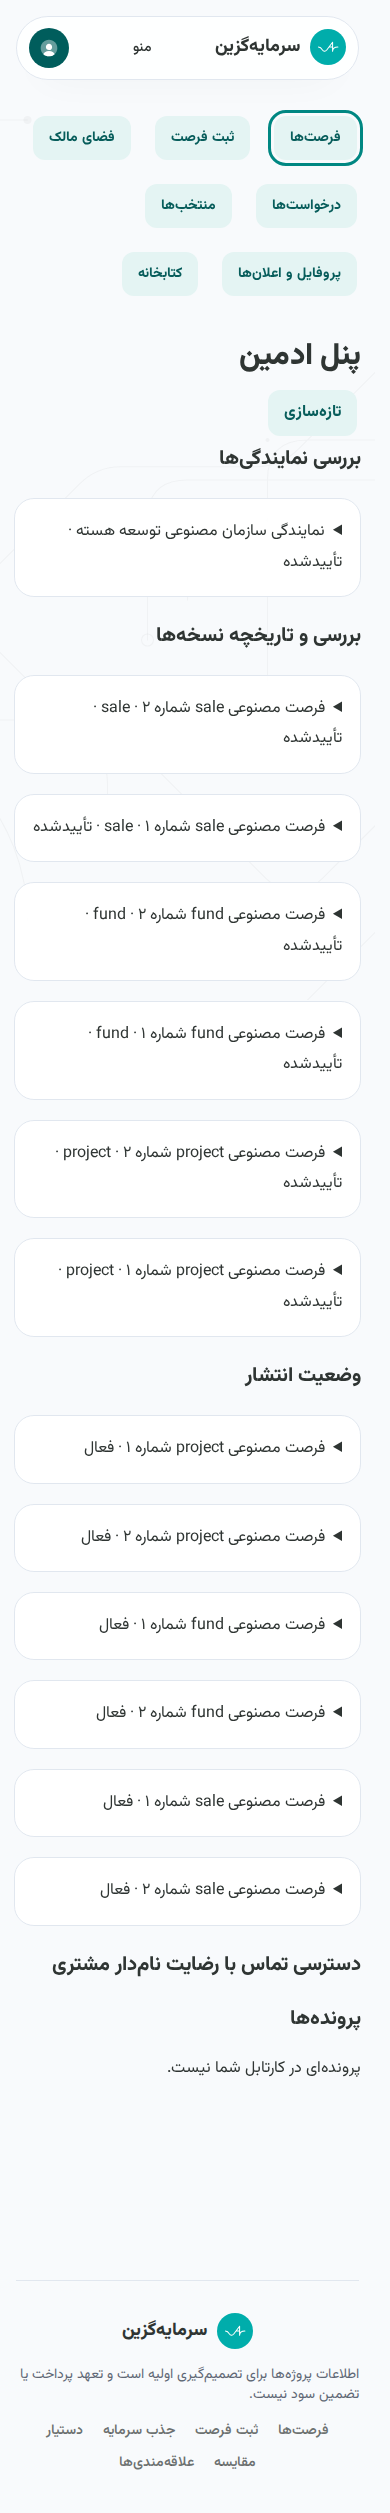 سرمایه‌گزین
منو
فرصت‌ها
ثبت فرصت
فضای مالک
درخواست‌ها
منتخب‌ها
پروفایل و اعلان‌ها
کتابخانه
پنل ادمین
تازه‌سازی
بررسی نمایندگی‌ها
نمایندگی سازمان مصنوعی توسعه هسته ·
تأییدشده
بررسی و تاریخچه نسخه‌ها
فرصت مصنوعی sale شماره ۲ · sale ·
تأییدشده
فرصت مصنوعی sale شماره ۱ · sale · تأییدشده
فرصت مصنوعی fund شماره ۲ · fund ·
تأییدشده
فرصت مصنوعی fund شماره ۱ · fund ·
تأییدشده
فرصت مصنوعی project شماره ۲ · project ·
تأییدشده
فرصت مصنوعی project شماره ۱ · project ·
تأییدشده
وضعیت انتشار
فرصت مصنوعی project شماره ۱ · فعال
فرصت مصنوعی project شماره ۲ · فعال
فرصت مصنوعی fund شماره ۱ · فعال
فرصت مصنوعی fund شماره ۲ · فعال
فرصت مصنوعی sale شماره ۱ · فعال
فرصت مصنوعی sale شماره ۲ · فعال
دسترسی تماس با رضایت نام‌دار مشتری
پرونده‌ها
پرونده‌ای در کارتابل شما نیست.
سرمایه‌گزین
اطلاعات پروژه‌ها برای تصمیم‌گیری اولیه است و تعهد پرداخت یا
تضمین سود نیست.
فرصت‌ها ثبت فرصت جذب سرمایه دستیار
مقایسه علاقه‌مندی‌ها